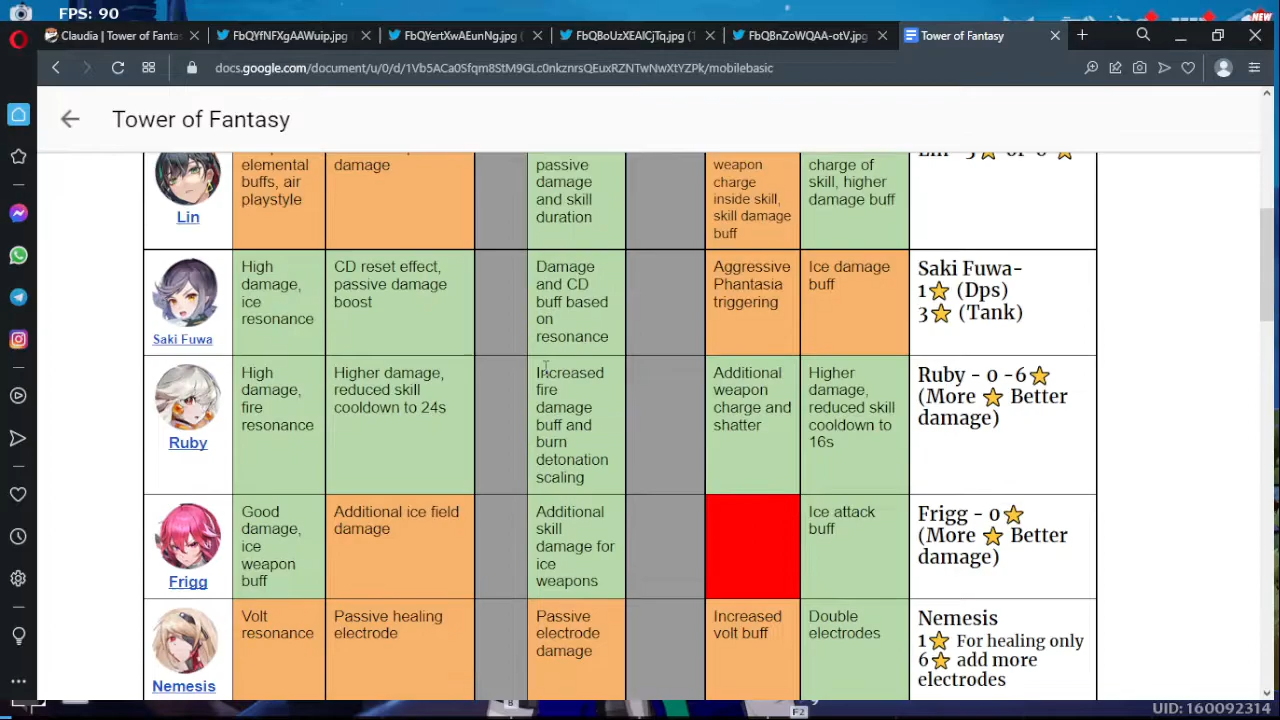 FPS: 90
NEW
Claudia | Tower of Fantas
FbQYfNFXgAAWuip.jpg
FbQYertXwAEunNg.jpg
FbQBoUzXEAICjTq.jpg (1
FbQBnZoWQAA-otV.jpg
Tower of Fantasy
docs.google.com/document/u/0/d/1Vb5ACa0Sfqm8StM9GLc0nkznrsQEuxRZNTwNwXtYZPk/mobilebasic
Tower of Fantasy
Lin
elemental
buffs, air
playstyle
damage
passive
damage
and skill
duration
weapon
charge
inside skill,
skill damage
buff
charge of
skill, higher
damage buff
Saki Fuwa
High
damage,
ice
resonance
CD reset effect,
passive damage
boost
Damage
and CD
buff based
on
resonance
Aggressive
Phantasia
triggering
Ice damage
buff
Saki Fuwa-
1⭐ (Dps)
3⭐ (Tank)
Ruby
High
damage,
fire
resonance
Higher damage,
reduced skill
cooldown to 24s
Increased
fire
damage
buff and
burn
detonation
scaling
Additional
weapon
charge and
shatter
Higher
damage,
reduced skill
cooldown to
16s
Ruby - 0 -6⭐
(More ⭐ Better
damage)
Frigg
Good
damage,
ice
weapon
buff
Additional ice field
damage
Additional
skill
damage for
ice
weapons
Ice attack
buff
Frigg - 0⭐
(More ⭐ Better
damage)
Nemesis
Volt
resonance
Passive healing
electrode
Passive
electrode
damage
Increased
volt buff
Double
electrodes
Nemesis
1⭐ For healing only
6⭐ add more
electrodes
F2
UID: 160092314